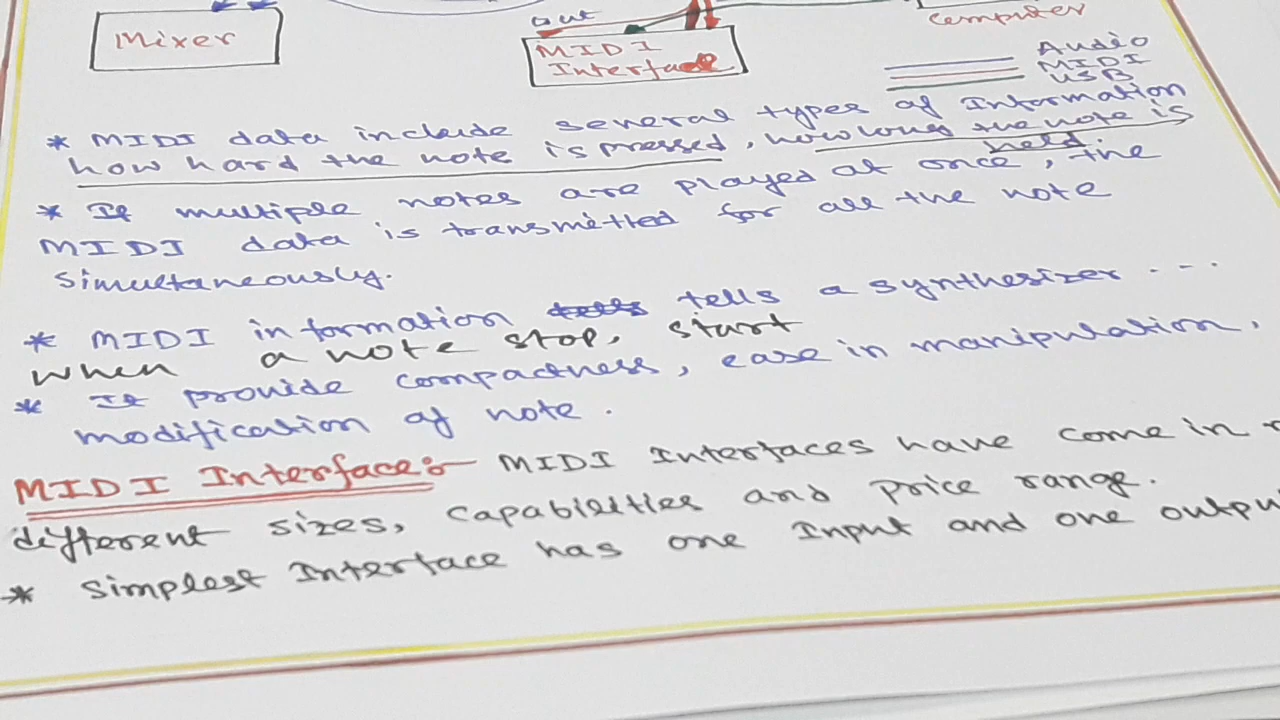 out
Computer
Mixer
MIDI
Interface
Audio
MIDI
USB
* MIDI data include several types of Information
how hard the note is pressed, how long the note is
held.
* If multiple notes are played at once, the
MIDI data is transmitted for all the note
simultaneously.
* MIDI information tells tells a synthesizer ...
when a note stop, start
* It provide compactness, ease in manipulation,
modification of note.
MIDI Interface:- MIDI Interfaces have come in
different sizes, capabilities and price range.
* simplest Interface has one Input and one outpu